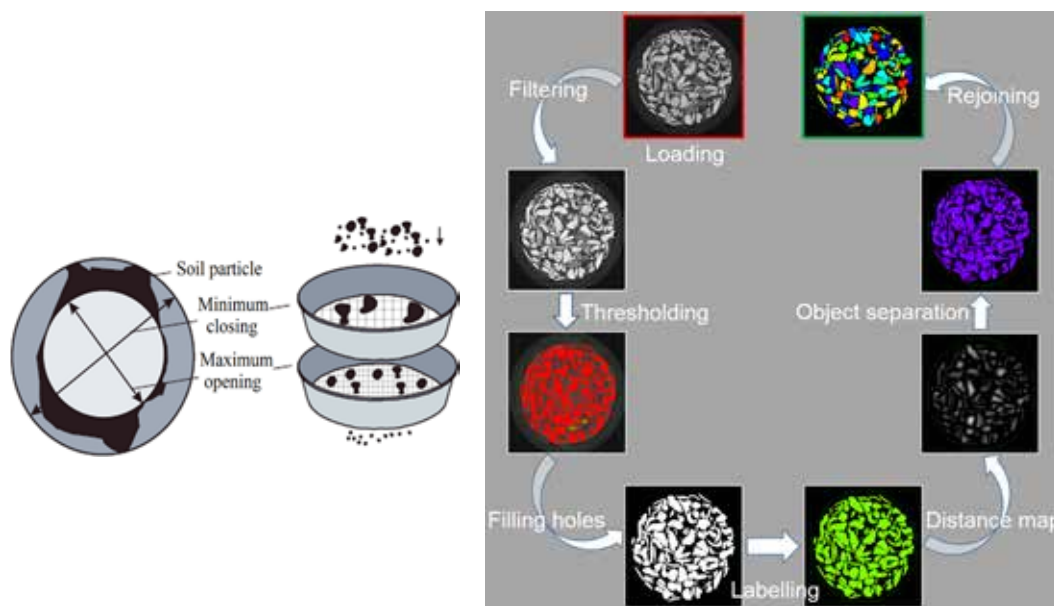 Soil particle
Minimum
closing
Maximum
opening
Filtering
Loading
Rejoining
Thresholding
Object separation
Filling holes
Labelling
Distance map